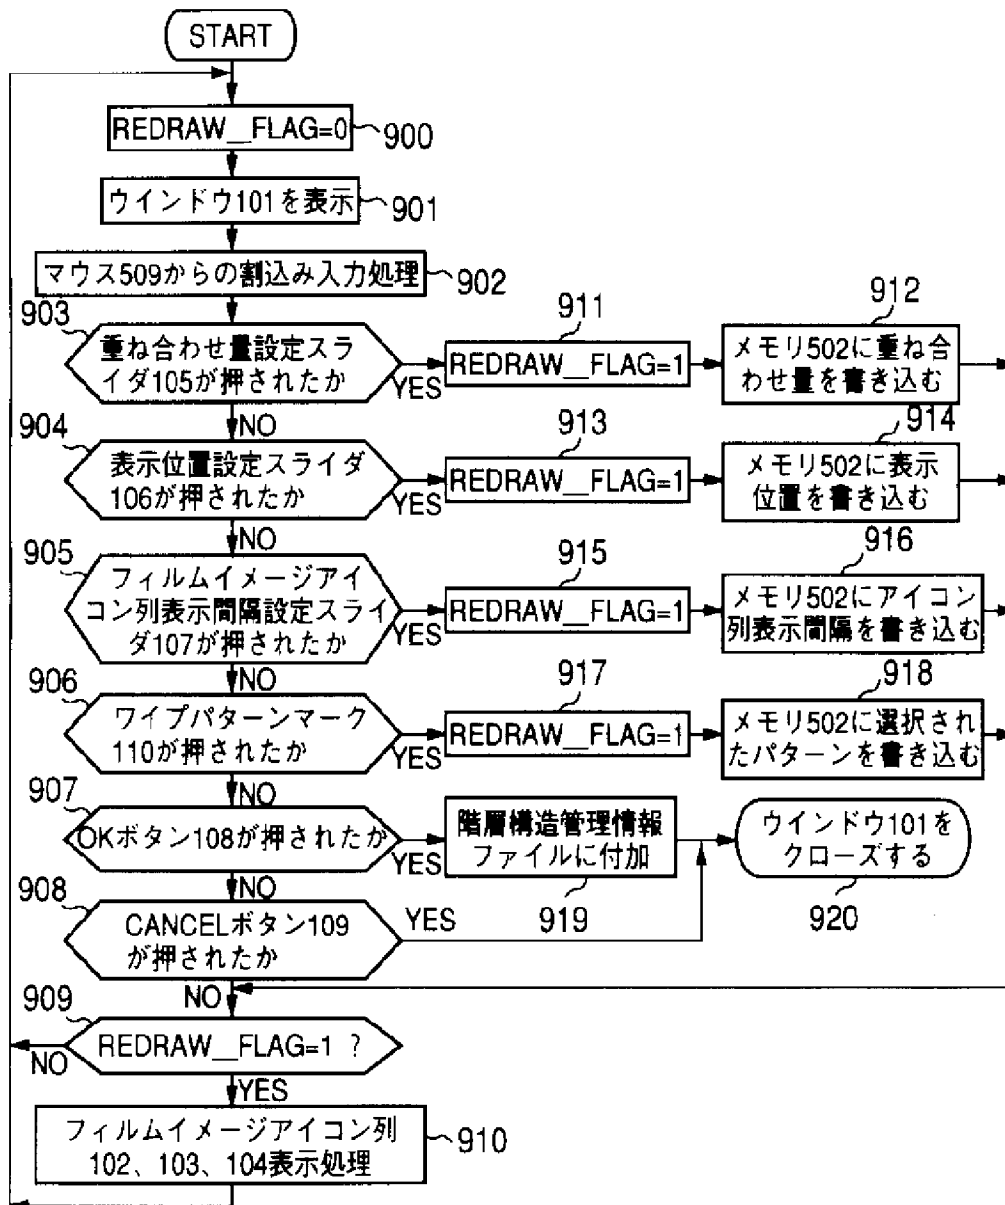 START
REDRAW__FLAG=0
900
ウインドウ101を表示
901
マウス509からの割込み入力処理
902
903
重ね合わせ量設定スラ
イダ105が押されたか
YES
NO
911
REDRAW__FLAG=1
912
メモリ502に重ね合
わせ量を書き込む
904
表示位置設定スライダ
106が押されたか
YES
NO
913
REDRAW__FLAG=1
914
メモリ502に表示
位置を書き込む
905
フィルムイメージアイ
コン列表示間隔設定スライ
ダ107が押されたか
YES
NO
915
REDRAW__FLAG=1
916
メモリ502にアイコン
列表示間隔を書き込む
906
ワイプパターンマーク
110が押されたか
YES
NO
917
REDRAW__FLAG=1
918
メモリ502に選択され
たパターンを書き込む
907
OKボタン108が押されたか
YES
NO
階層構造管理情報
ファイルに付加
919
ウインドウ101を
クローズする
920
908
CANCELボタン109
が押されたか
YES
NO
909
REDRAW__FLAG=1 ?
NO
YES
フィルムイメージアイコン列
102、103、104表示処理
910